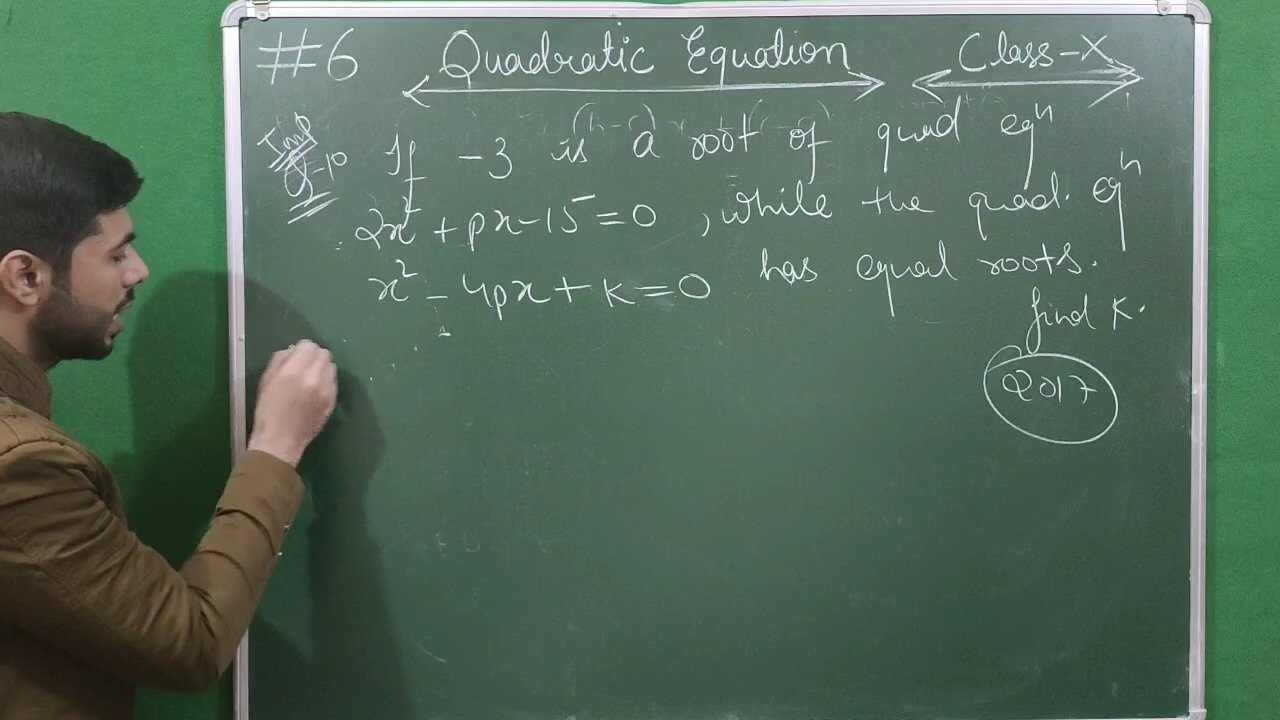 #6 Quadratic Equation Class-X
Imp
Q-10 If -3 is a root of quad eqⁿ
2x² + px-15=0 , while the quad. eqⁿ
x² - 4px + k=0 has equal roots.
find K.
2017